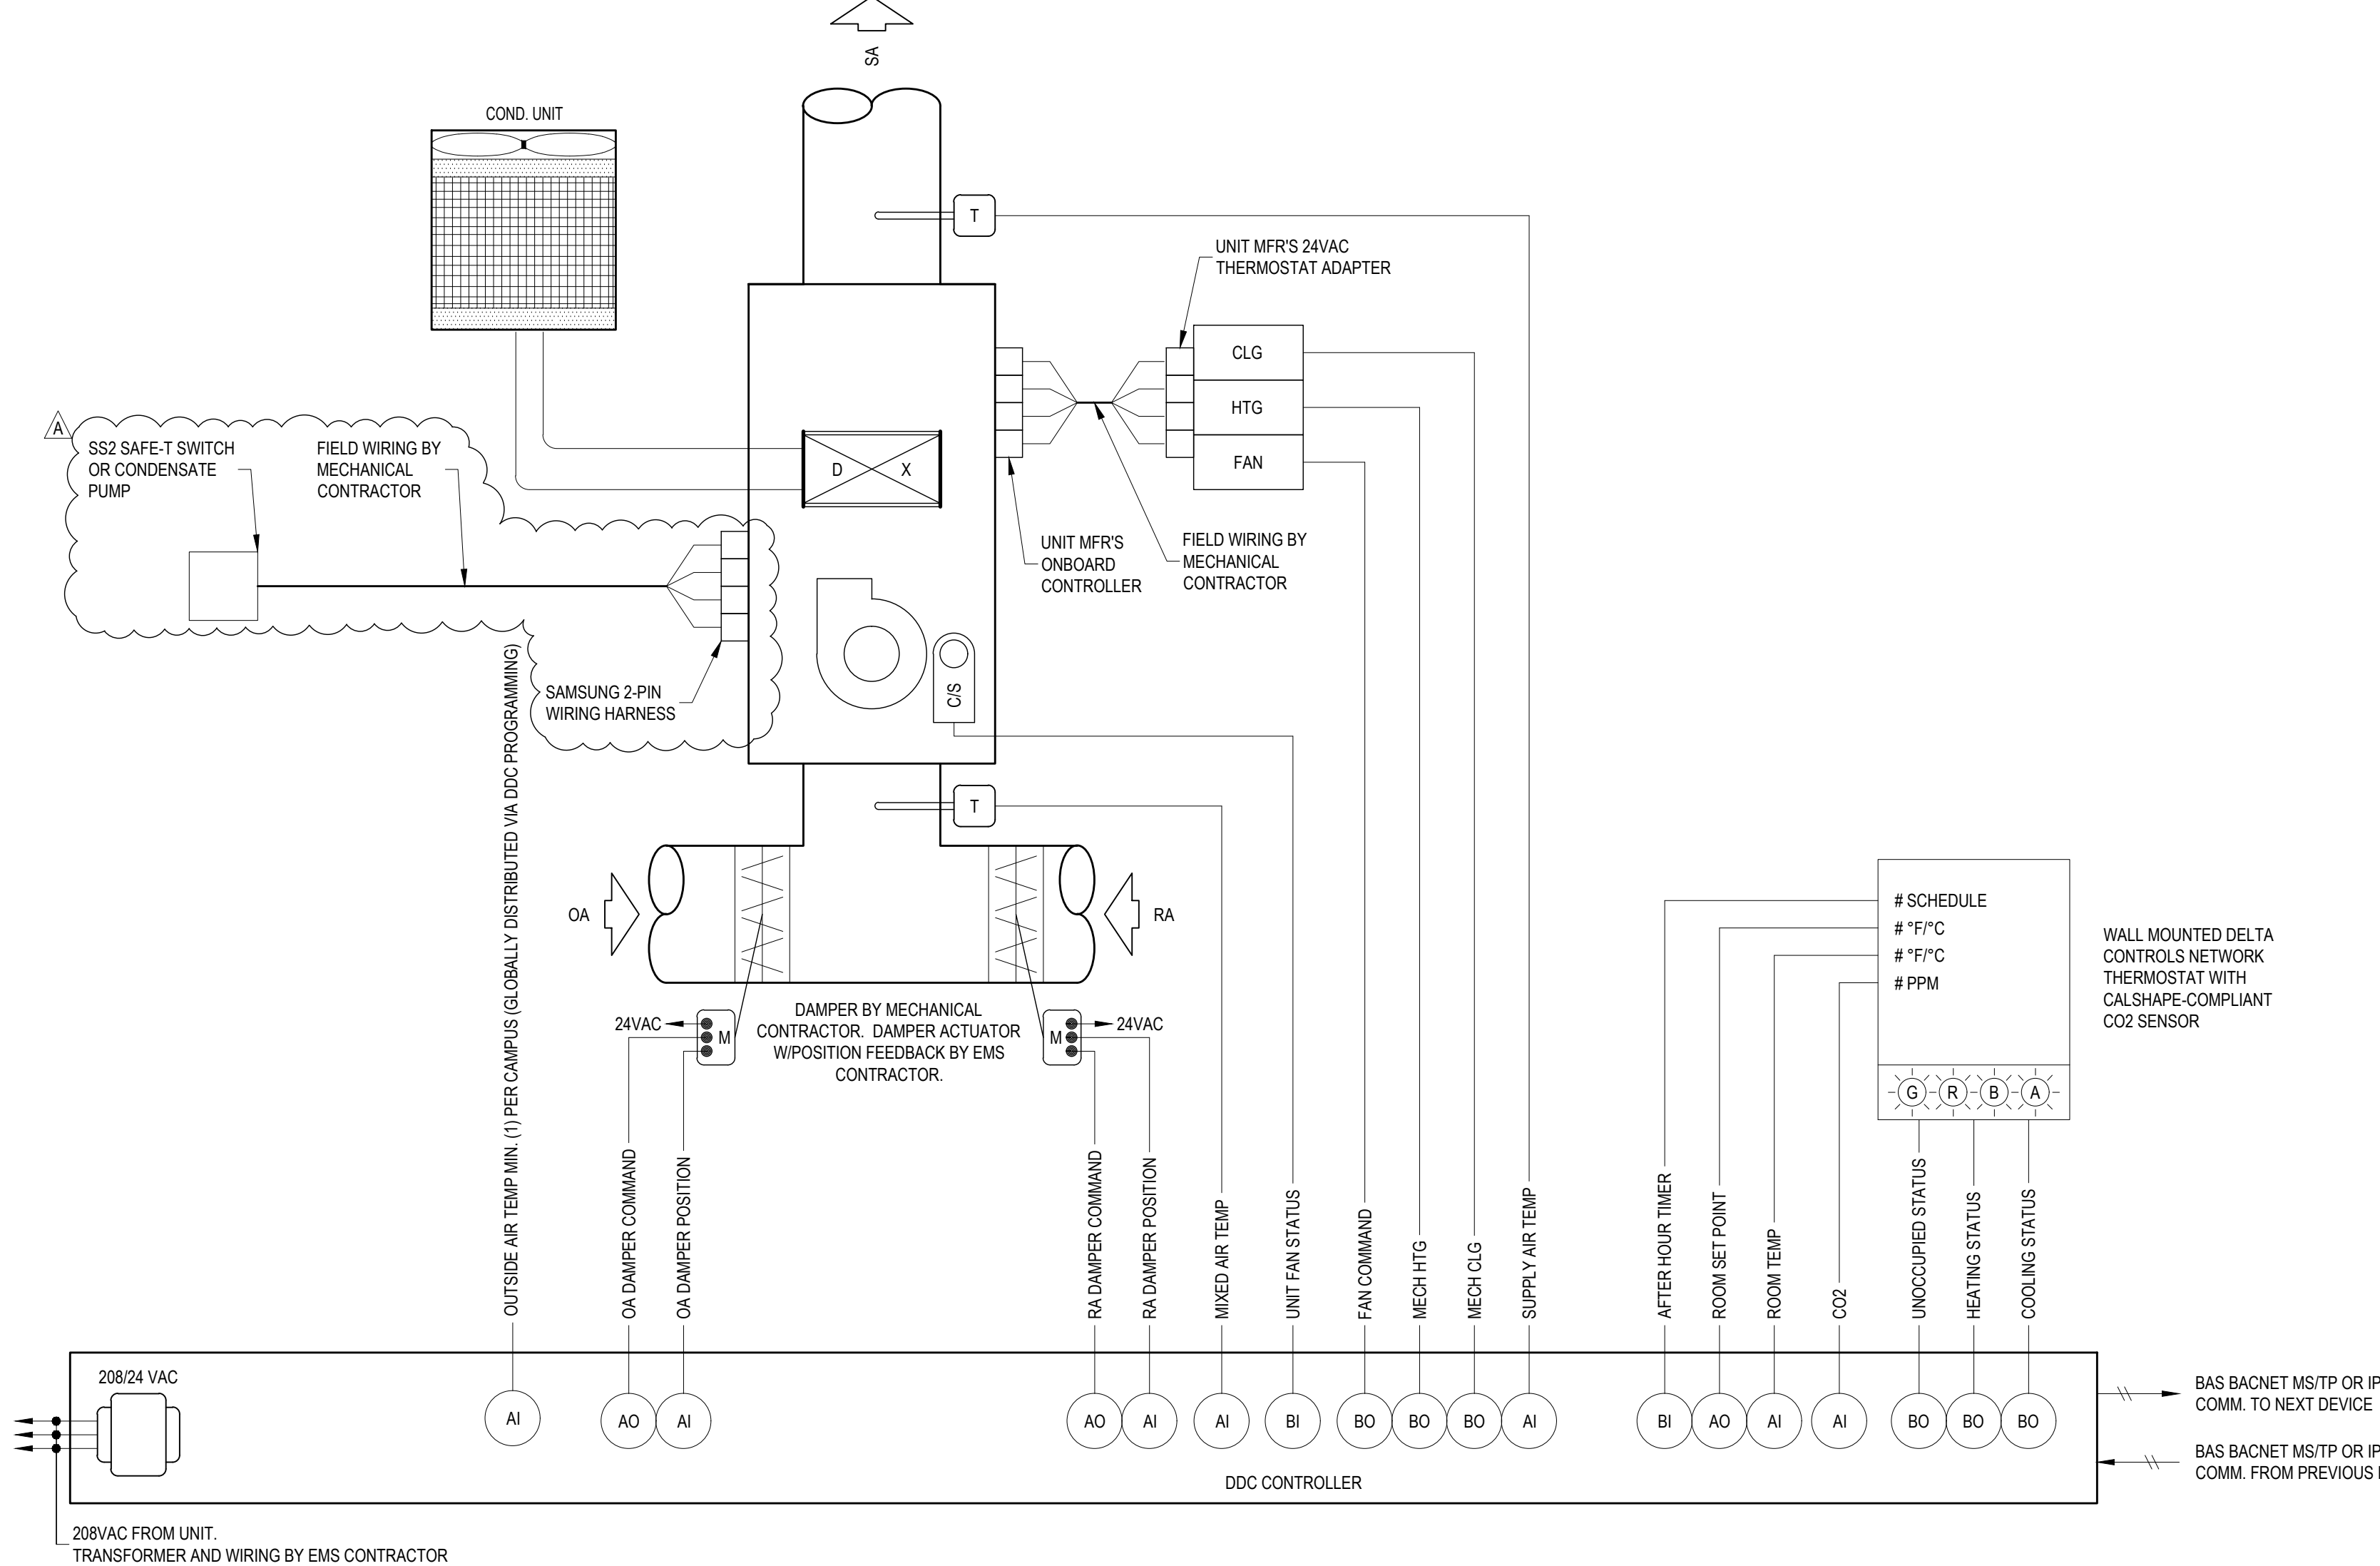 SA
COND. UNIT
T
UNIT MFR'S 24VAC
THERMOSTAT ADAPTER
CLG
HTG
FAN
A
SS2 SAFE-T SWITCH
OR CONDENSATE
PUMP
FIELD WIRING BY
MECHANICAL
CONTRACTOR
D X
UNIT MFR'S
ONBOARD
CONTROLLER
FIELD WIRING BY
MECHANICAL
CONTRACTOR
SAMSUNG 2-PIN
WIRING HARNESS
C/S
T
OA
RA
DAMPER BY MECHANICAL
CONTRACTOR. DAMPER ACTUATOR
W/POSITION FEEDBACK BY EMS
CONTRACTOR.
24VAC
M
M
24VAC
# SCHEDULE
# °F/°C
# °F/°C
# PPM
WALL MOUNTED DELTA
CONTROLS NETWORK
THERMOSTAT WITH
CALSHAPE-COMPLIANT
CO2 SENSOR
G R B A
OUTSIDE AIR TEMP MIN. (1) PER CAMPUS (GLOBALLY DISTRIBUTED VIA DDC PROGRAMMING)
OA DAMPER COMMAND
OA DAMPER POSITION
RA DAMPER COMMAND
RA DAMPER POSITION
MIXED AIR TEMP
UNIT FAN STATUS
FAN COMMAND
MECH HTG
MECH CLG
SUPPLY AIR TEMP
AFTER HOUR TIMER
ROOM SET POINT
ROOM TEMP
CO2
UNOCCUPIED STATUS
HEATING STATUS
COOLING STATUS
208/24 VAC
AI AO AI AO AI AI BI BO BO BO AI BI AO AI AI BO BO BO
DDC CONTROLLER
BAS BACNET MS/TP OR IP
COMM. TO NEXT DEVICE
BAS BACNET MS/TP OR IP
COMM. FROM PREVIOUS
208VAC FROM UNIT.
TRANSFORMER AND WIRING BY EMS CONTRACTOR